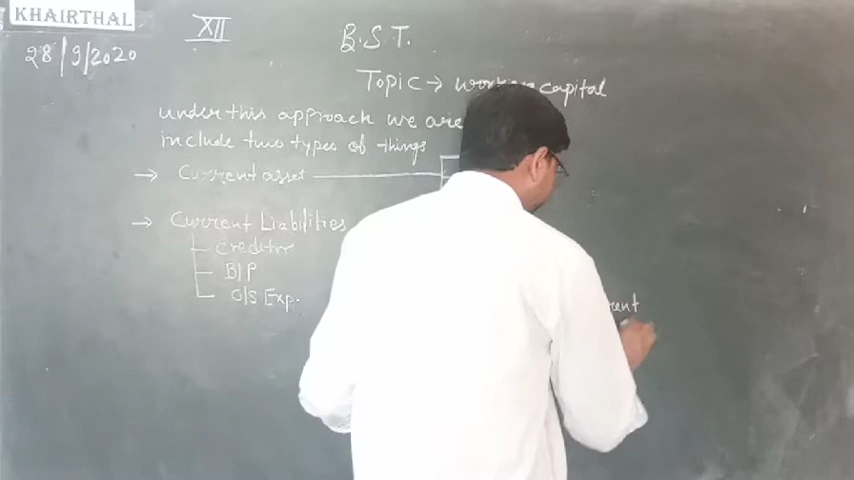 KHAIRTHAL
28/9/2020
XII
B.S.T.
Topic → capital
under this approach we are
include two types of things
→ Current asset
→ Current Liabilities
creditor
B/P
O/S Exp.